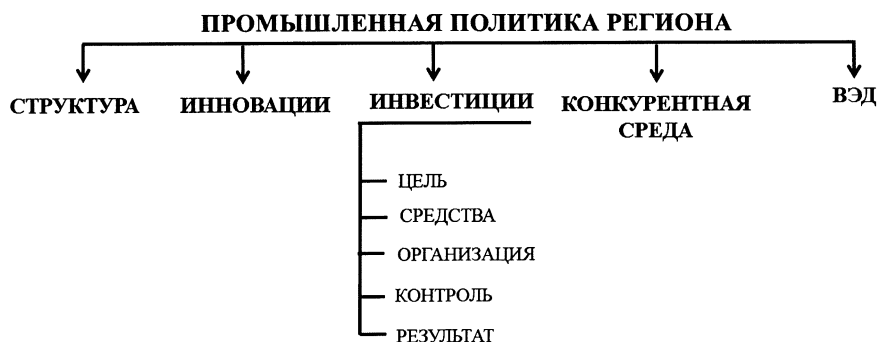 ПРОМЫШЛЕННАЯ ПОЛИТИКА РЕГИОНА
СТРУКТУРА
ИННОВАЦИИ
ИНВЕСТИЦИИ
КОНКУРЕНТНАЯ
СРЕДА
ВЭД
ЦЕЛЬ
СРЕДСТВА
ОРГАНИЗАЦИЯ
КОНТРОЛЬ
РЕЗУЛЬТАТ